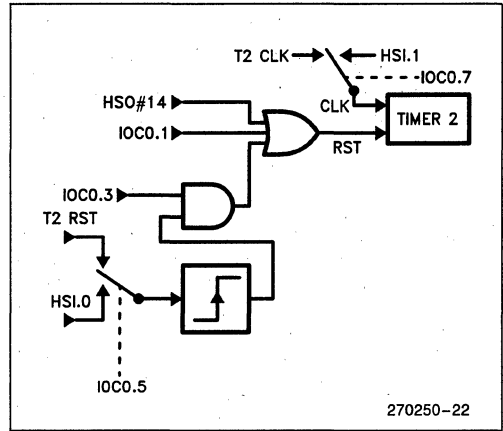 T2 CLK
HSI.1
IOC0.7
HSO#14
CLK
TIMER 2
IOC0.1
RST
IOC0.3
T2 RST
HSI.0
IOC0.5
270250-22